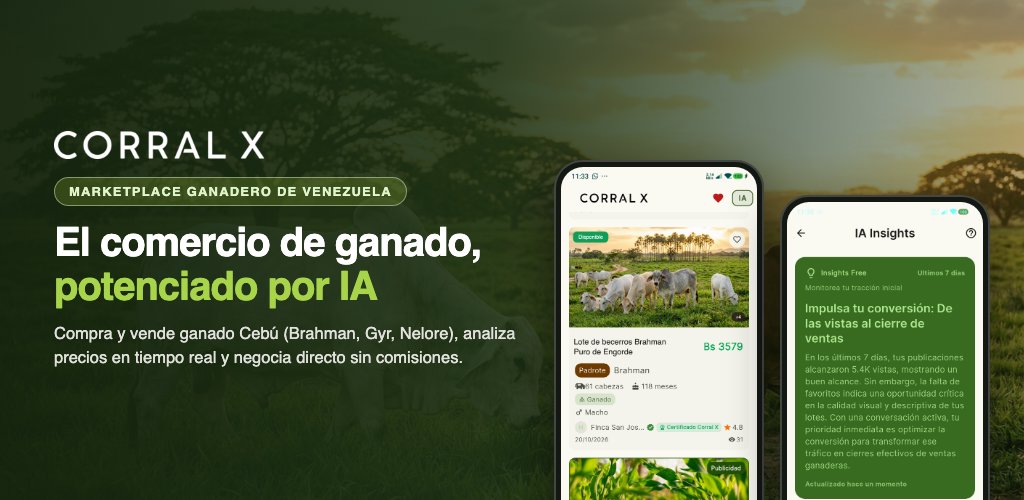 CORRAL X
MARKETPLACE GANADERO DE VENEZUELA
El comercio de ganado,
potenciado por IA
Compra y vende ganado Cebú (Brahman, Gyr, Nelore), analiza
precios en tiempo real y negocia directo sin comisiones.
11:33
CORRAL X
IA
Disponible
Lote de becerros Brahman
Puro de Engorde
Bs 3579
Padrote
Brahman
61 cabezas
118 meses
Ganado
Macho
Finca San Jos...
Certificado Corral X
4.8
20/10/2026
31
Publicidad
IA Insights
Insights Free
Ultimos 7 días
Monitorea tu tracción inicial
Impulsa tu conversión: De
las vistas al cierre de
ventas
En los últimos 7 días, tus publicaciones
alcanzaron 5.4K vistas, mostrando un
buen alcance. Sin embargo, la falta de
favoritos indica una oportunidad crítica
en la calidad visual y descriptiva de tus
lotes. Con una conversación activa, tu
prioridad inmediata es optimizar la
conversión para transformar ese
tráfico en cierres efectivos de ventas
ganaderas.
Actualizado hace un momento